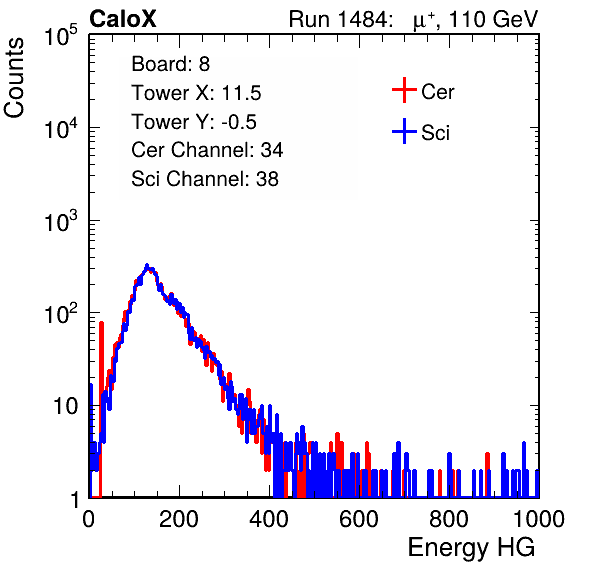 CaloX Run 1484: μ⁺, 110 GeV
Counts
10⁵
10⁴
10³
10²
10
1
Board: 8
Tower X: 11.5
Tower Y: -0.5
Cer Channel: 34
Sci Channel: 38
Cer
Sci
0 200 400 600 800 1000
Energy HG